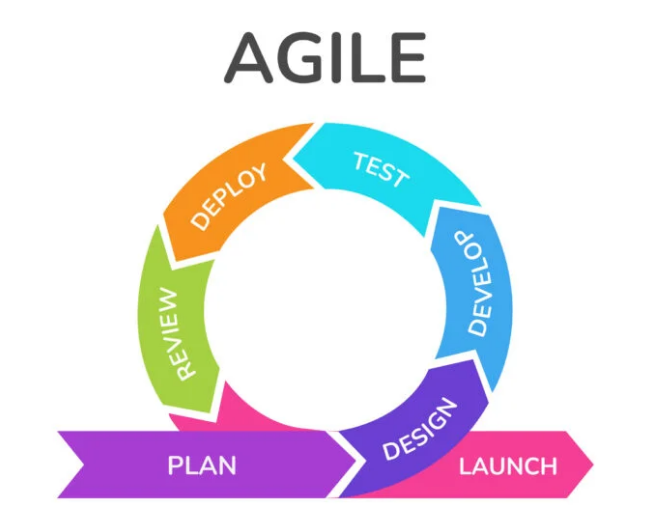 AGILE
PLAN
DESIGN
DEVELOP
TEST
DEPLOY
REVIEW
LAUNCH